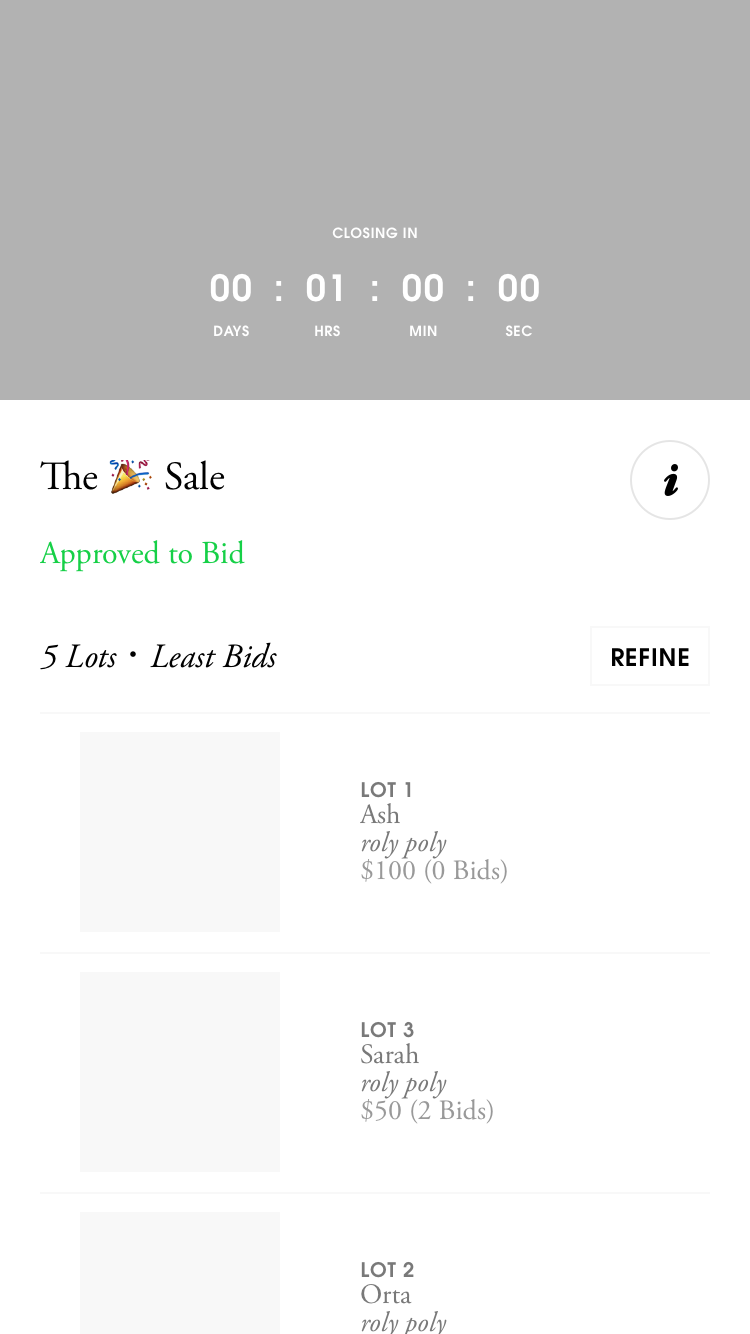 CLOSING IN
00 : 01 : 00 : 00
DAYS HRS MIN SEC
The 🎉 Sale
i
Approved to Bid
5 Lots • Least Bids
REFINE
LOT 1
Ash
roly poly
$100 (0 Bids)
LOT 3
Sarah
roly poly
$50 (2 Bids)
LOT 2
Orta
roly poly